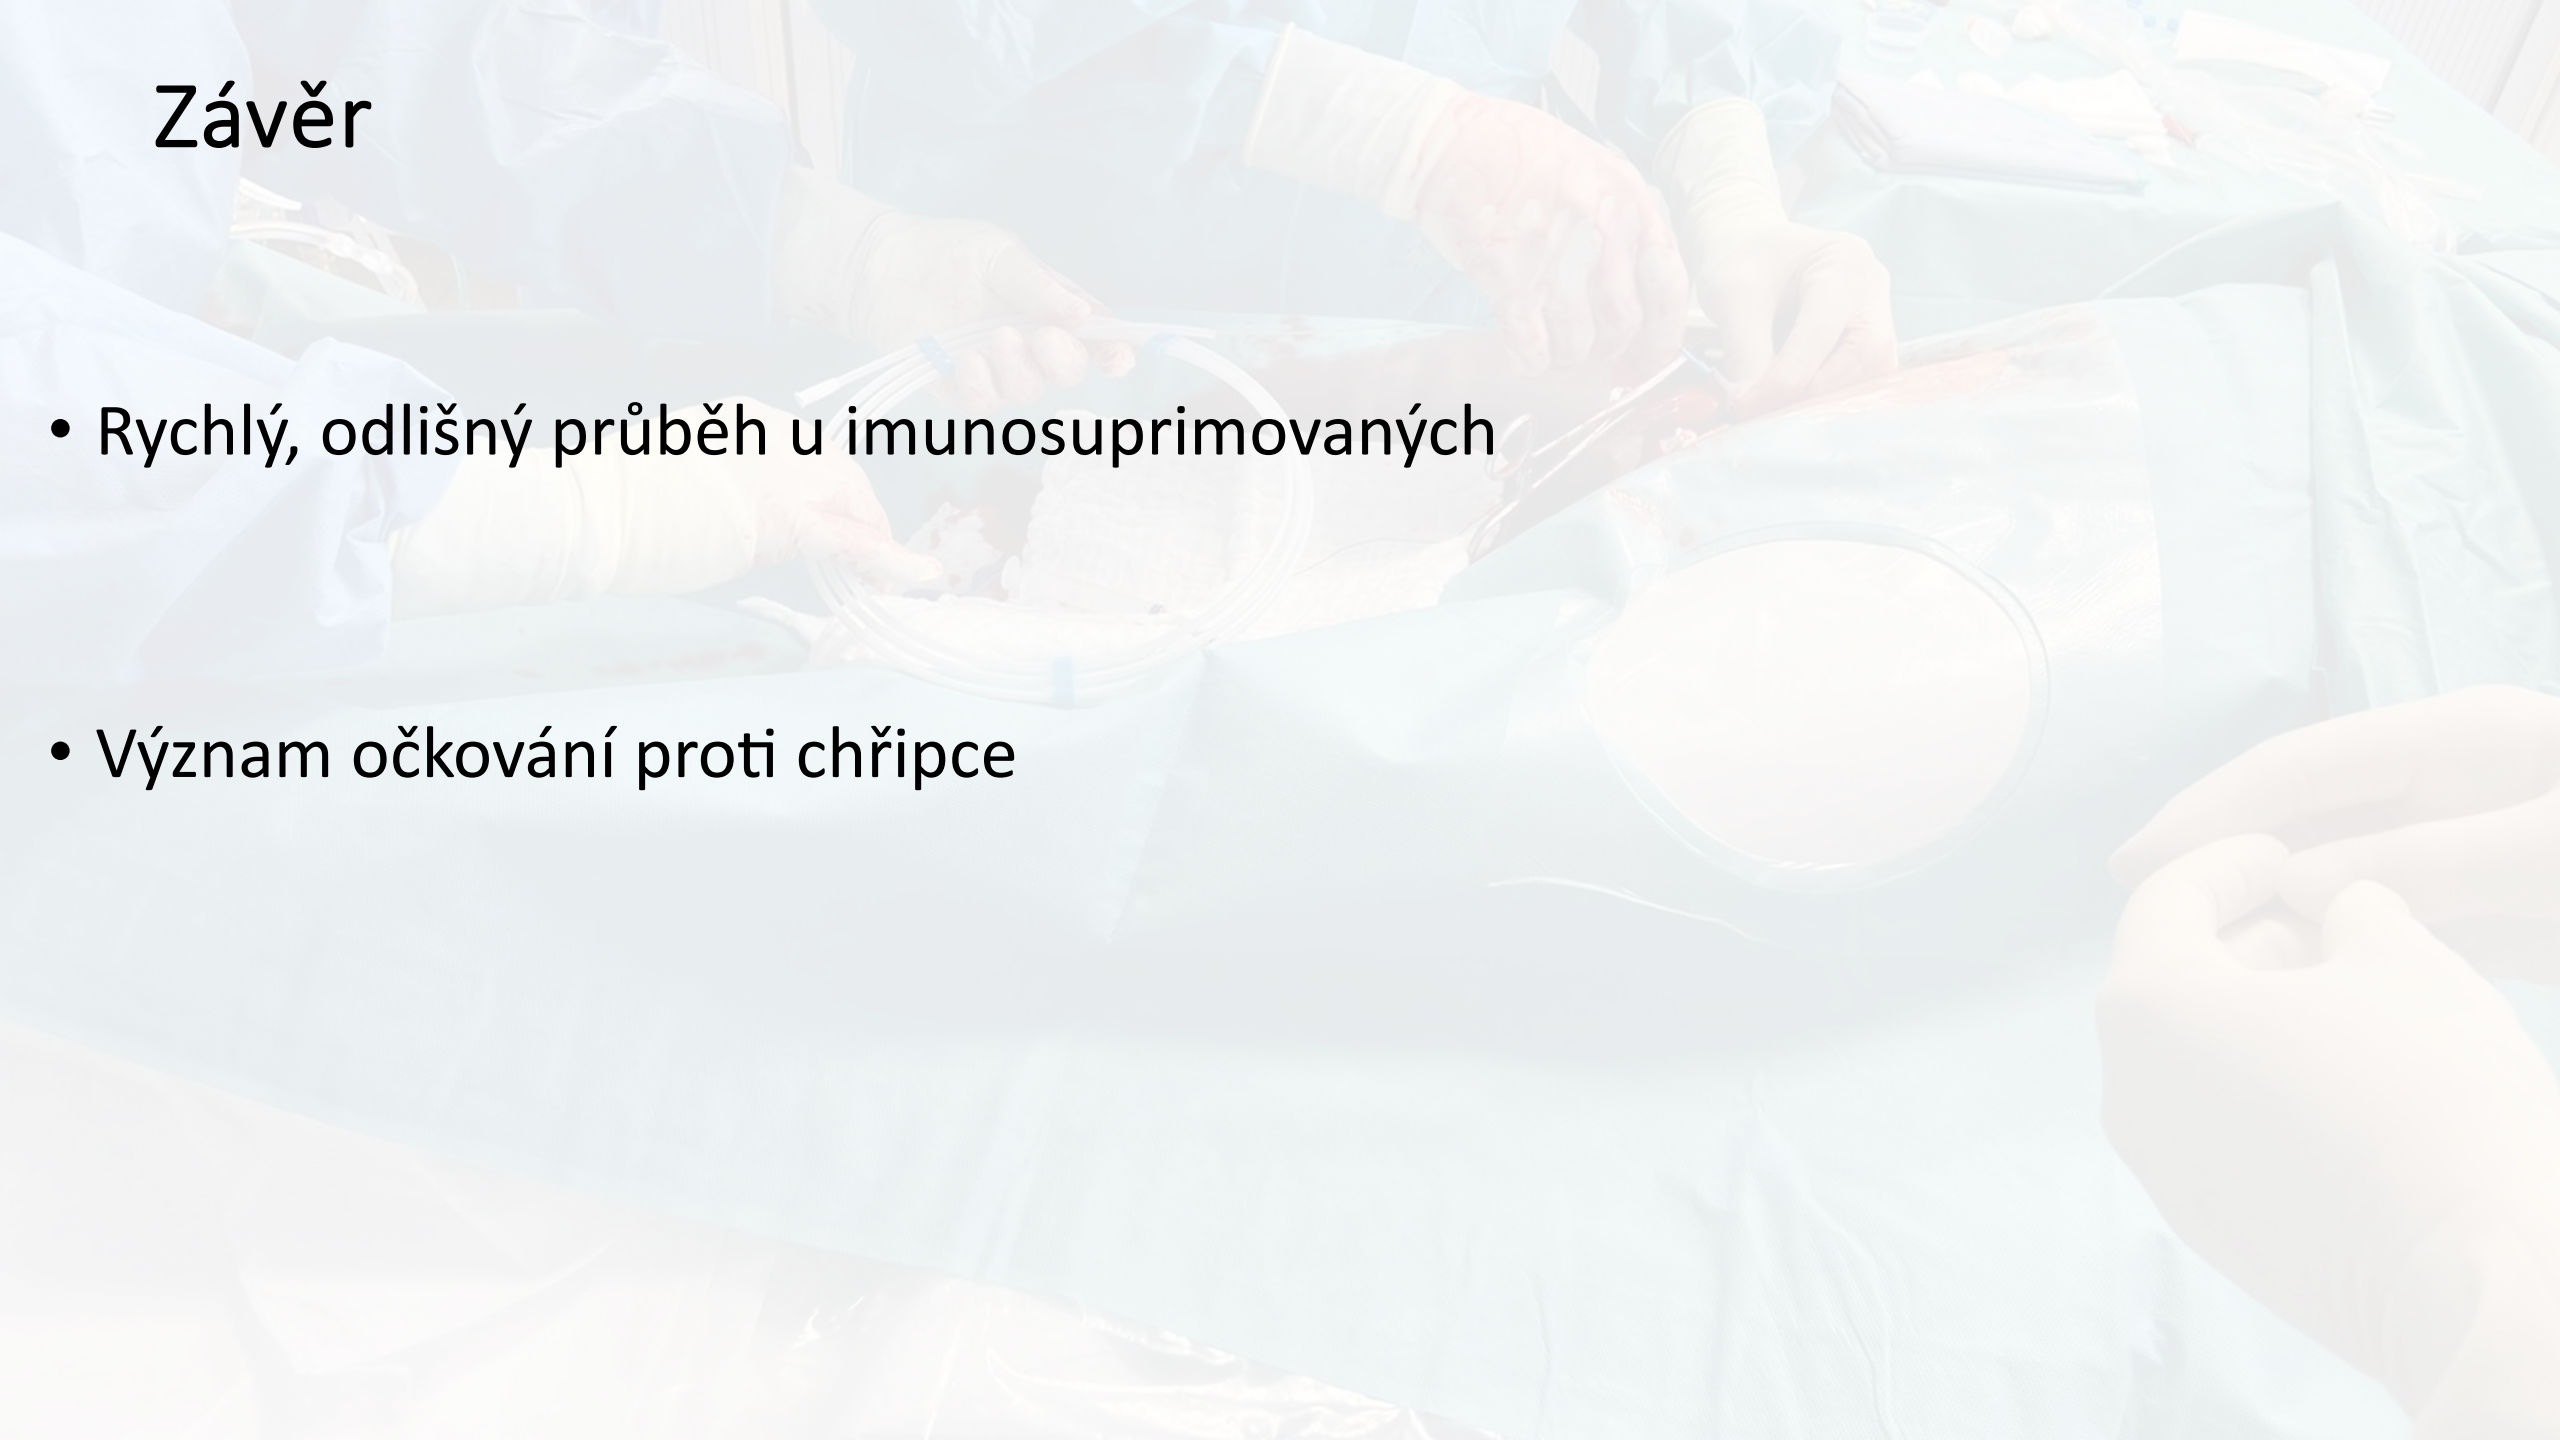 Závěr
• Rychlý, odlišný průběh u imunosuprimovaných
• Význam očkování proti chřipce